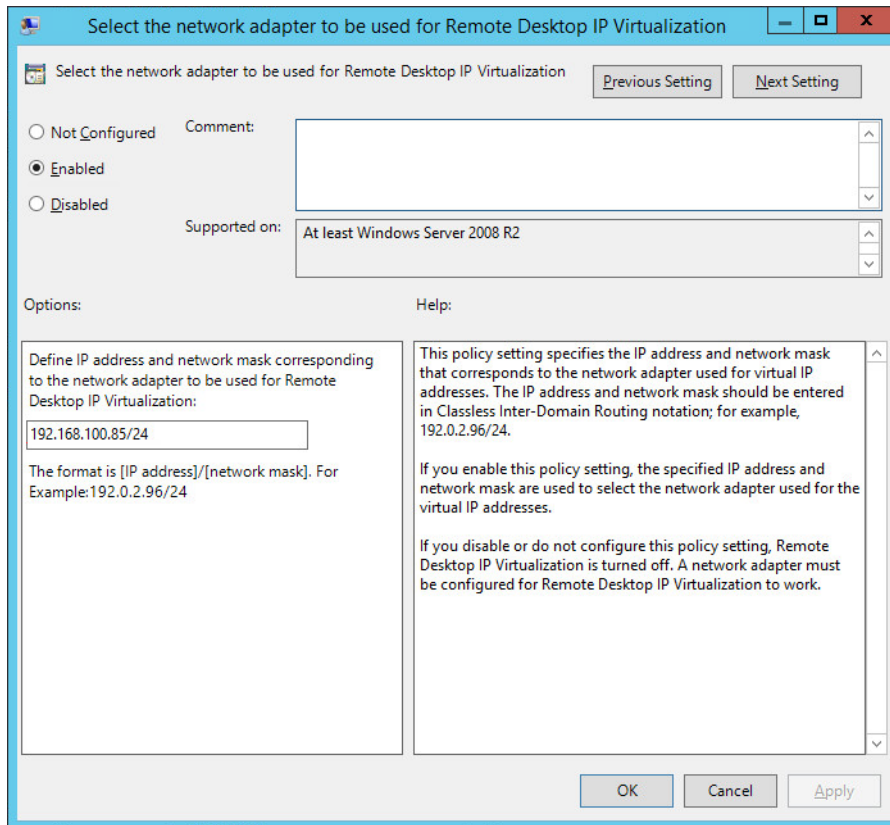 Select the network adapter to be used for Remote Desktop IP Virtualization
Select the network adapter to be used for Remote Desktop IP Virtualization
Previous Setting
Next Setting
Not Configured
Comment:
Enabled
Disabled
Supported on:
At least Windows Server 2008 R2
Options:
Help:
Define IP address and network mask corresponding
to the network adapter to be used for Remote
Desktop IP Virtualization:
192.168.100.85/24
The format is [IP address]/[network mask]. For
Example:192.0.2.96/24
This policy setting specifies the IP address and network mask
that corresponds to the network adapter used for virtual IP
addresses. The IP address and network mask should be entered
in Classless Inter-Domain Routing notation; for example,
192.0.2.96/24.
If you enable this policy setting, the specified IP address and
network mask are used to select the network adapter used for the
virtual IP addresses.
If you disable or do not configure this policy setting, Remote
Desktop IP Virtualization is turned off. A network adapter must
be configured for Remote Desktop IP Virtualization to work.
OK
Cancel
Apply